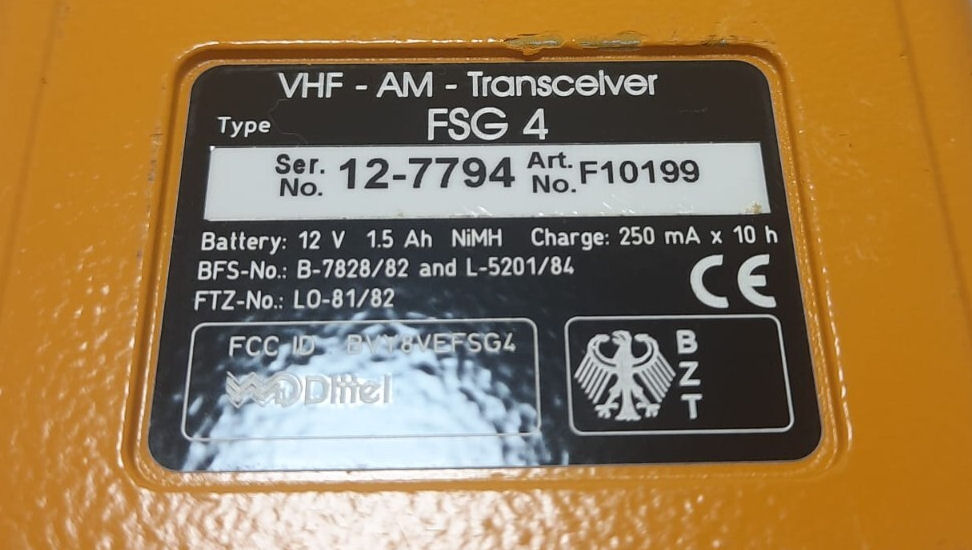 VHF - AM - Transceiver
Type FSG 4
Ser. No. 12-7794 Art. No. F10199
Battery: 12 V 1.5 Ah NiMH Charge: 250 mA x 10 h
BFS-No.: B-7828/82 and L-5201/84
CE
FTZ-No.: LO-81/82
FCC ID BVY8VEFSG4
Dittel
BZT